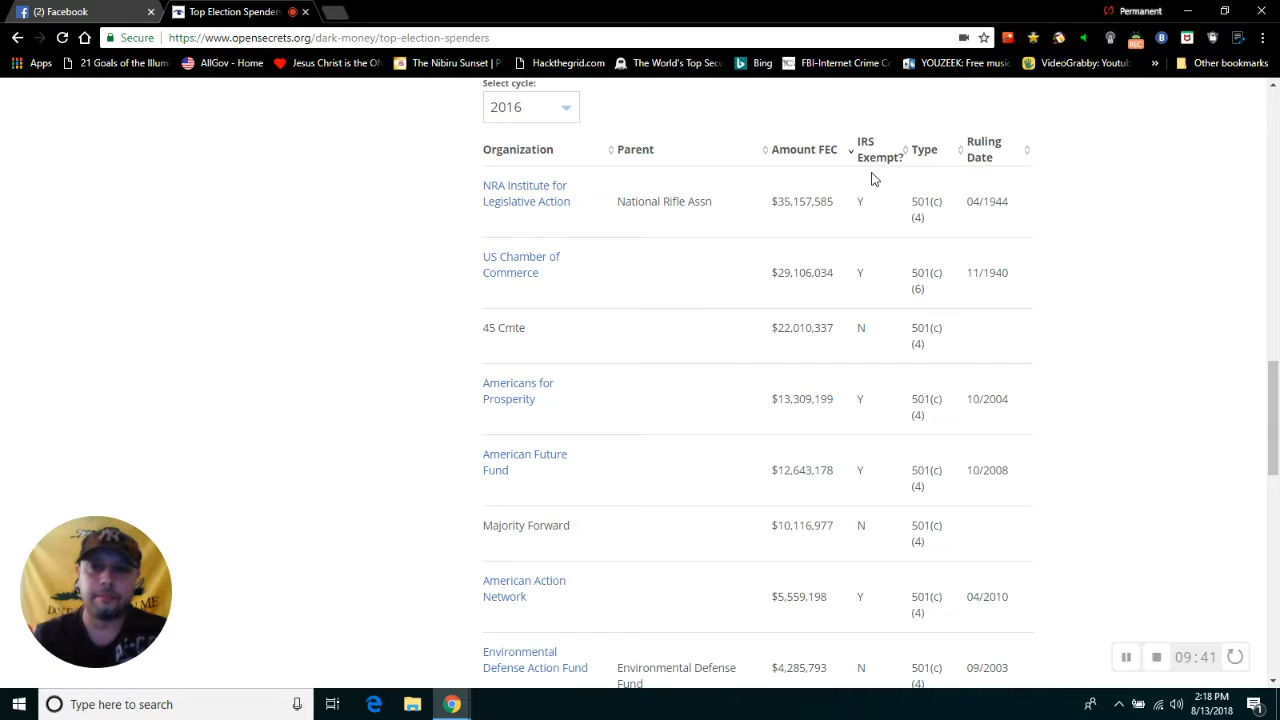 (2) Facebook
Top Election Spenders
Permanent
Secure
https://www.opensecrets.org/dark-money/top-election-spenders
Apps
21 Goals of the Illumi
AllGov - Home
Jesus Christ is the ON
The Nibiru Sunset | P
Hackthegrid.com
The World's Top Secu
Bing
FBI-Internet Crime Co
YOUZEEK: Free music
VideoGrabby: Youtub
Other bookmarks
REC
Select cycle:
2016
Organization Parent Amount FEC IRS Exempt? Type Ruling Date
NRA Institute for
Legislative Action National Rifle Assn $35,157,585 Y 501(c)
(4) 04/1944
US Chamber of
Commerce $29,106,034 Y 501(c)
(6) 11/1940
45 Cmte $22,010,337 N 501(c)
(4)
Americans for
Prosperity $13,309,199 Y 501(c)
(4) 10/2004
American Future
Fund $12,643,178 Y 501(c)
(4) 10/2008
Majority Forward $10,116,977 N 501(c)
(4)
American Action
Network $5,559,198 Y 501(c)
(4) 04/2010
Environmental
Defense Action Fund Environmental Defense
Fund $4,285,793 N 501(c)
(4) 09/2003
DON'T ME
09:41
Type here to search
2:18 PM
8/13/2018